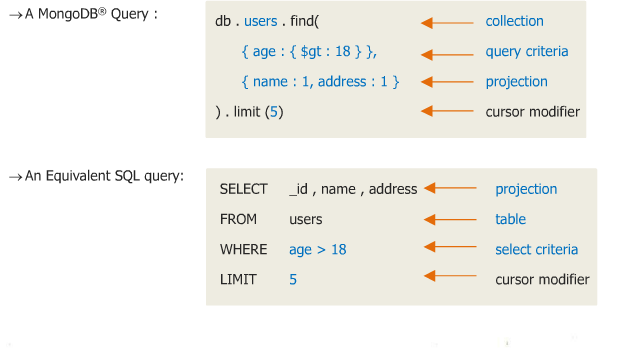 → A MongoDB® Query :
db . users . find( collection
{ age : { $gt : 18 } }, query criteria
{ name : 1, address : 1 } projection
) . limit (5) cursor modifier
→ An Equivalent SQL query:
SELECT _id , name , address projection
FROM users table
WHERE age > 18 select criteria
LIMIT 5 cursor modifier